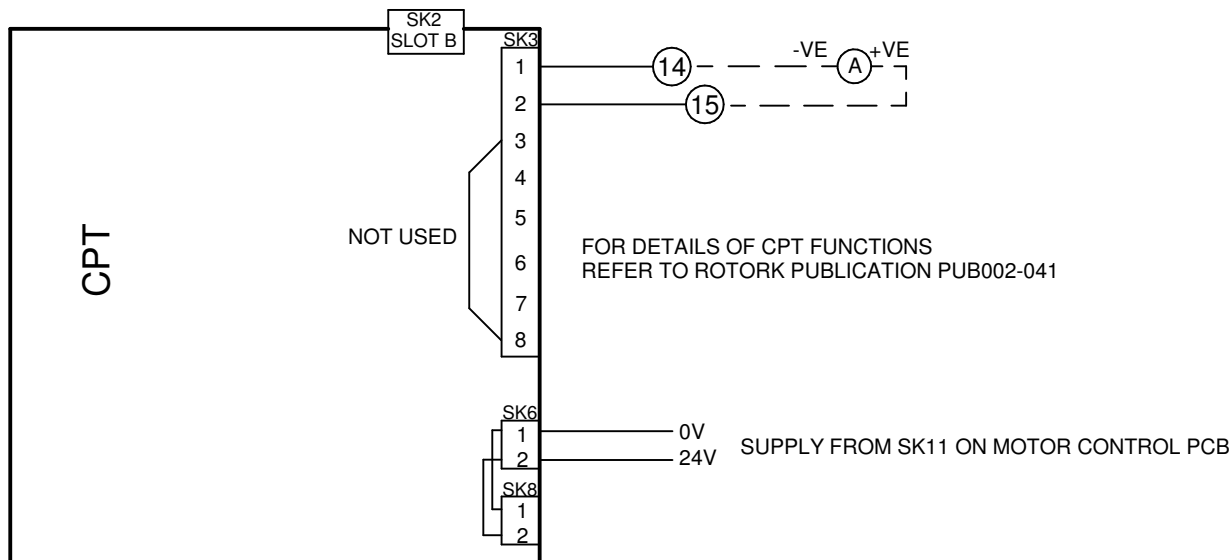 SK2
SLOT B
SK3
1
14
-VE
A
+VE
2
15
3
4
5
6
7
8
NOT USED
CPT
FOR DETAILS OF CPT FUNCTIONS
REFER TO ROTORK PUBLICATION PUB002-041
SK6
1
0V
2
24V
SUPPLY FROM SK11 ON MOTOR CONTROL PCB
SK8
1
2